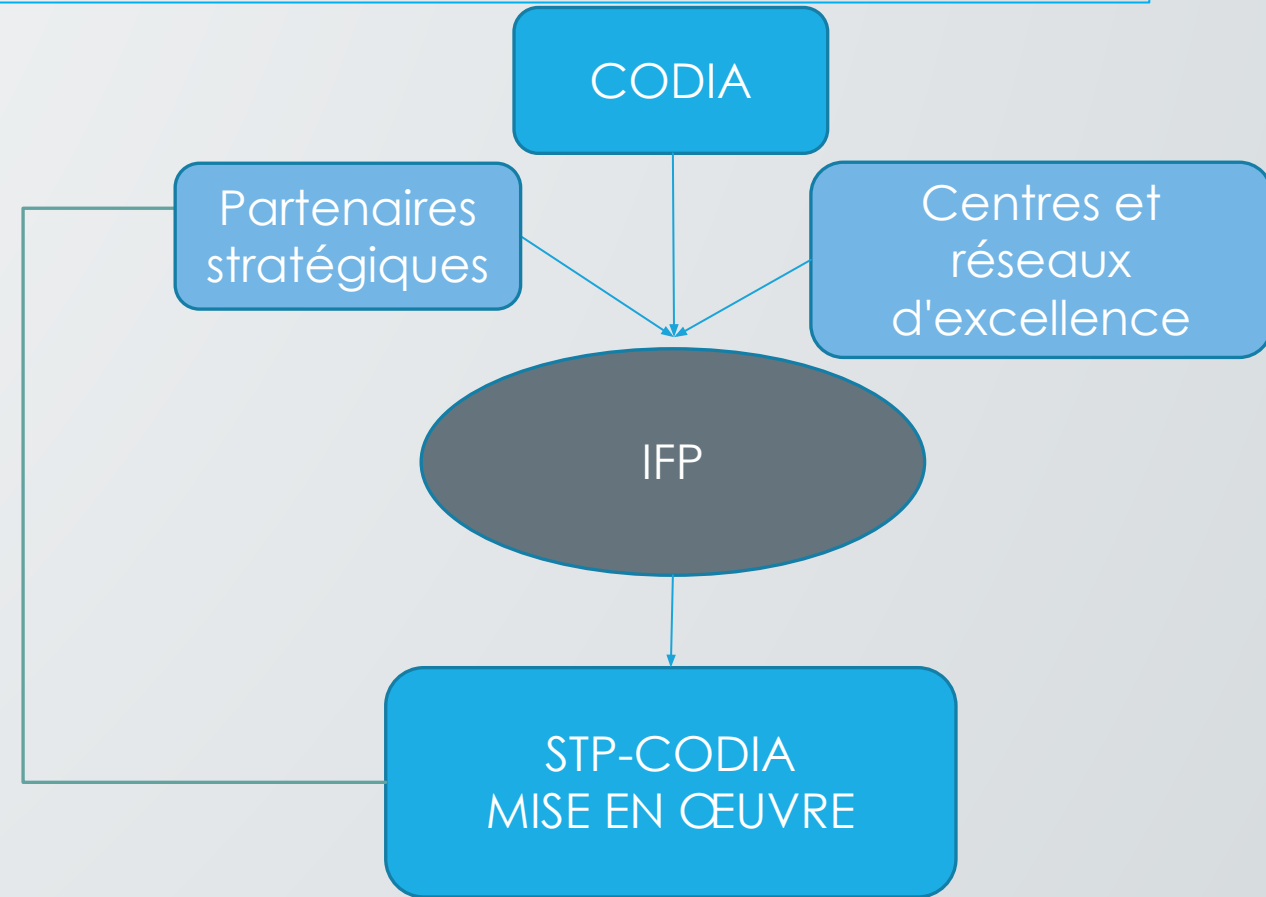 CODIA
Partenaires
stratégiques
Centres et
réseaux
d'excellence
IFP
STP-CODIA
MISE EN ŒUVRE